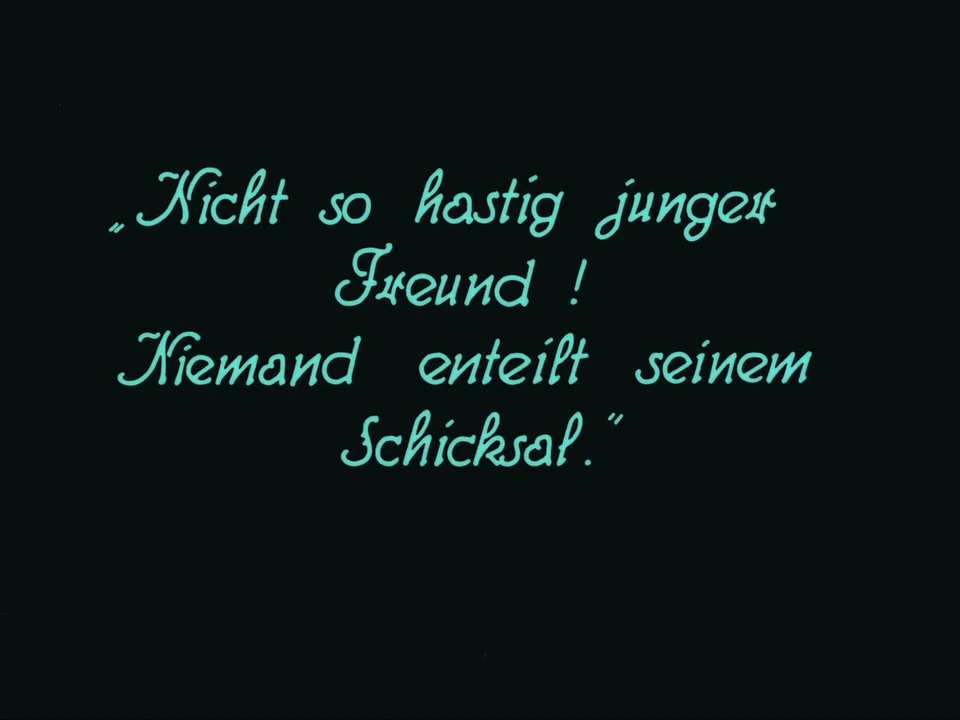 „Nicht so hastig junger
Freund !
Niemand enteilt seinem
Schicksal.“